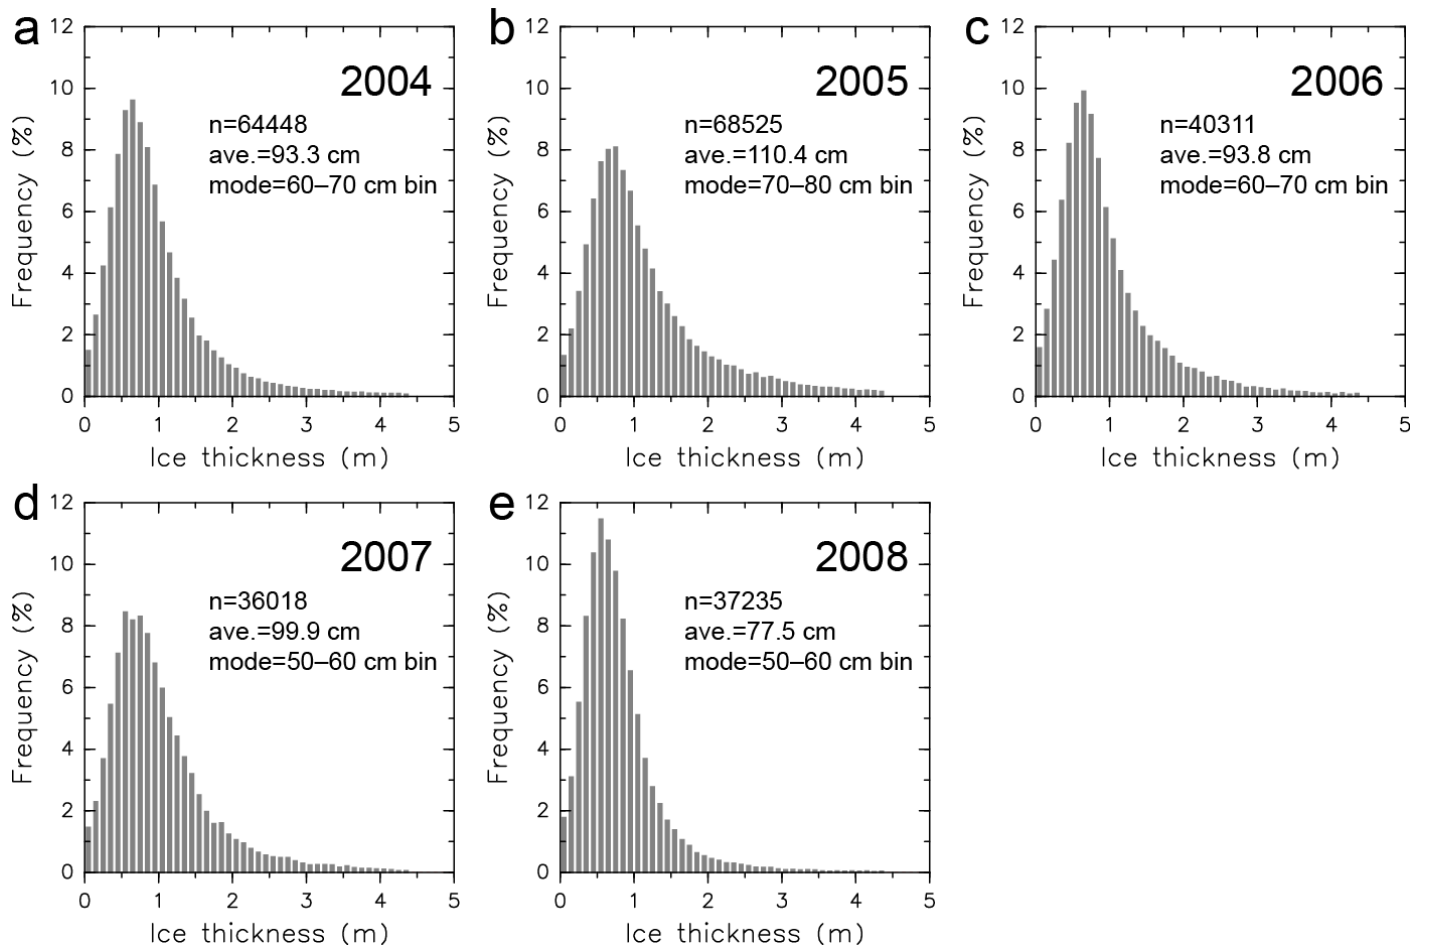 a
12
10
8
6
4
2
0
Frequency (%)
2004
n=64448
ave.=93.3 cm
mode=60–70 cm bin
0 1 2 3 4 5
Ice thickness (m)
b
12
10
8
6
4
2
0
Frequency (%)
2005
n=68525
ave.=110.4 cm
mode=70–80 cm bin
0 1 2 3 4 5
Ice thickness (m)
c
12
10
8
6
4
2
0
Frequency (%)
2006
n=40311
ave.=93.8 cm
mode=60–70 cm bin
0 1 2 3 4 5
Ice thickness (m)
d
12
10
8
6
4
2
0
Frequency (%)
2007
n=36018
ave.=99.9 cm
mode=50–60 cm bin
0 1 2 3 4 5
Ice thickness (m)
e
12
10
8
6
4
2
0
Frequency (%)
2008
n=37235
ave.=77.5 cm
mode=50–60 cm bin
0 1 2 3 4 5
Ice thickness (m)